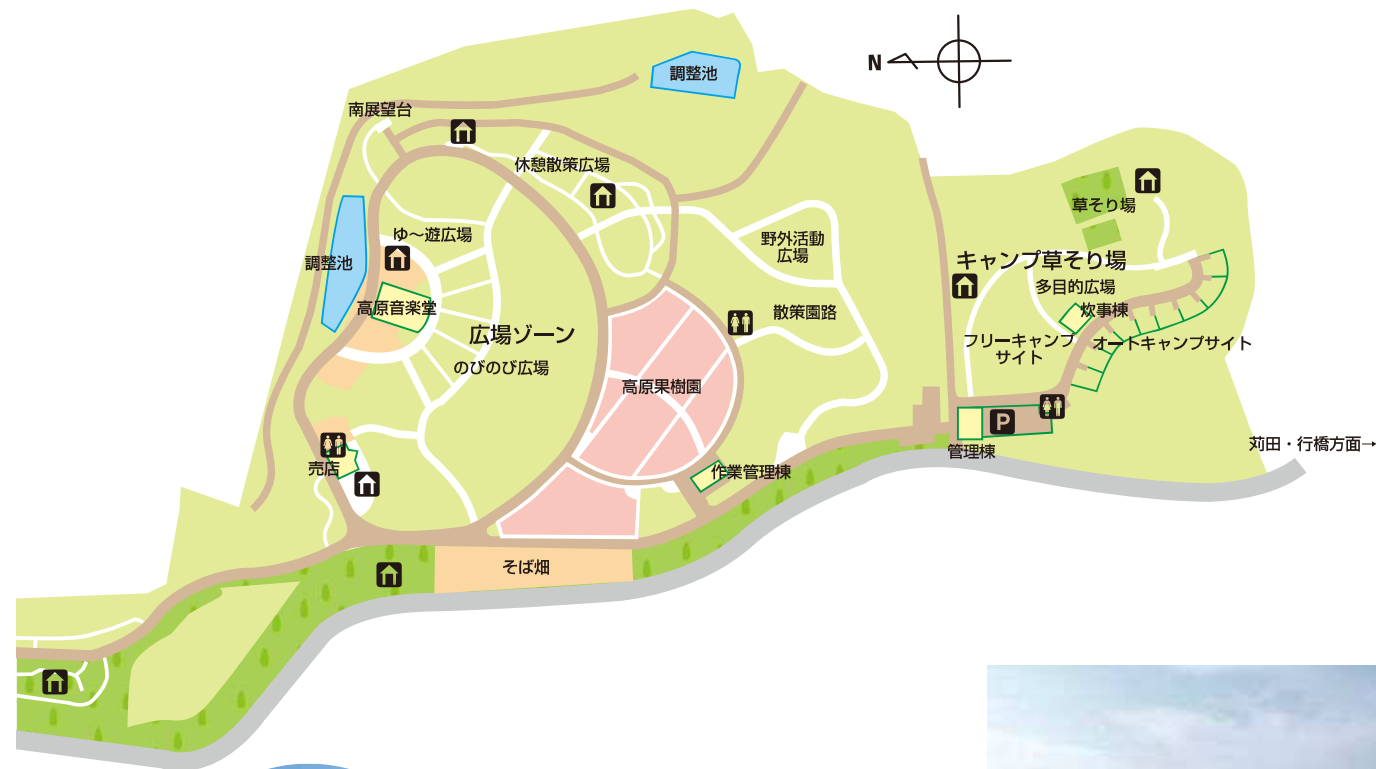 調整池
N
南展望台
休憩散策広場
草そり場
ゆ～遊広場
野外活動
広場
調整池
キャンプ草そり場
多目的広場
高原音楽堂
炊事棟
散策園路
広場ゾーン
フリーキャンプ
サイト
オートキャンプサイト
のびのび広場
高原果樹園
P
苅田・行橋方面→
管理棟
売店
作業管理棟
そば畑